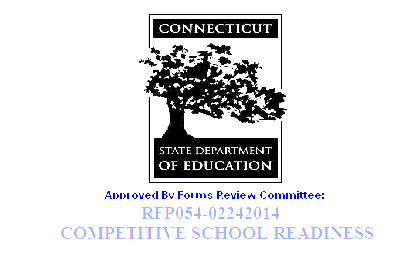 CONNECTICUT
STATE DEPARTMENT
OF EDUCATION
Approved By Forms Review Committee:
RFP054-02242014
COMPETITIVE SCHOOL READINESS